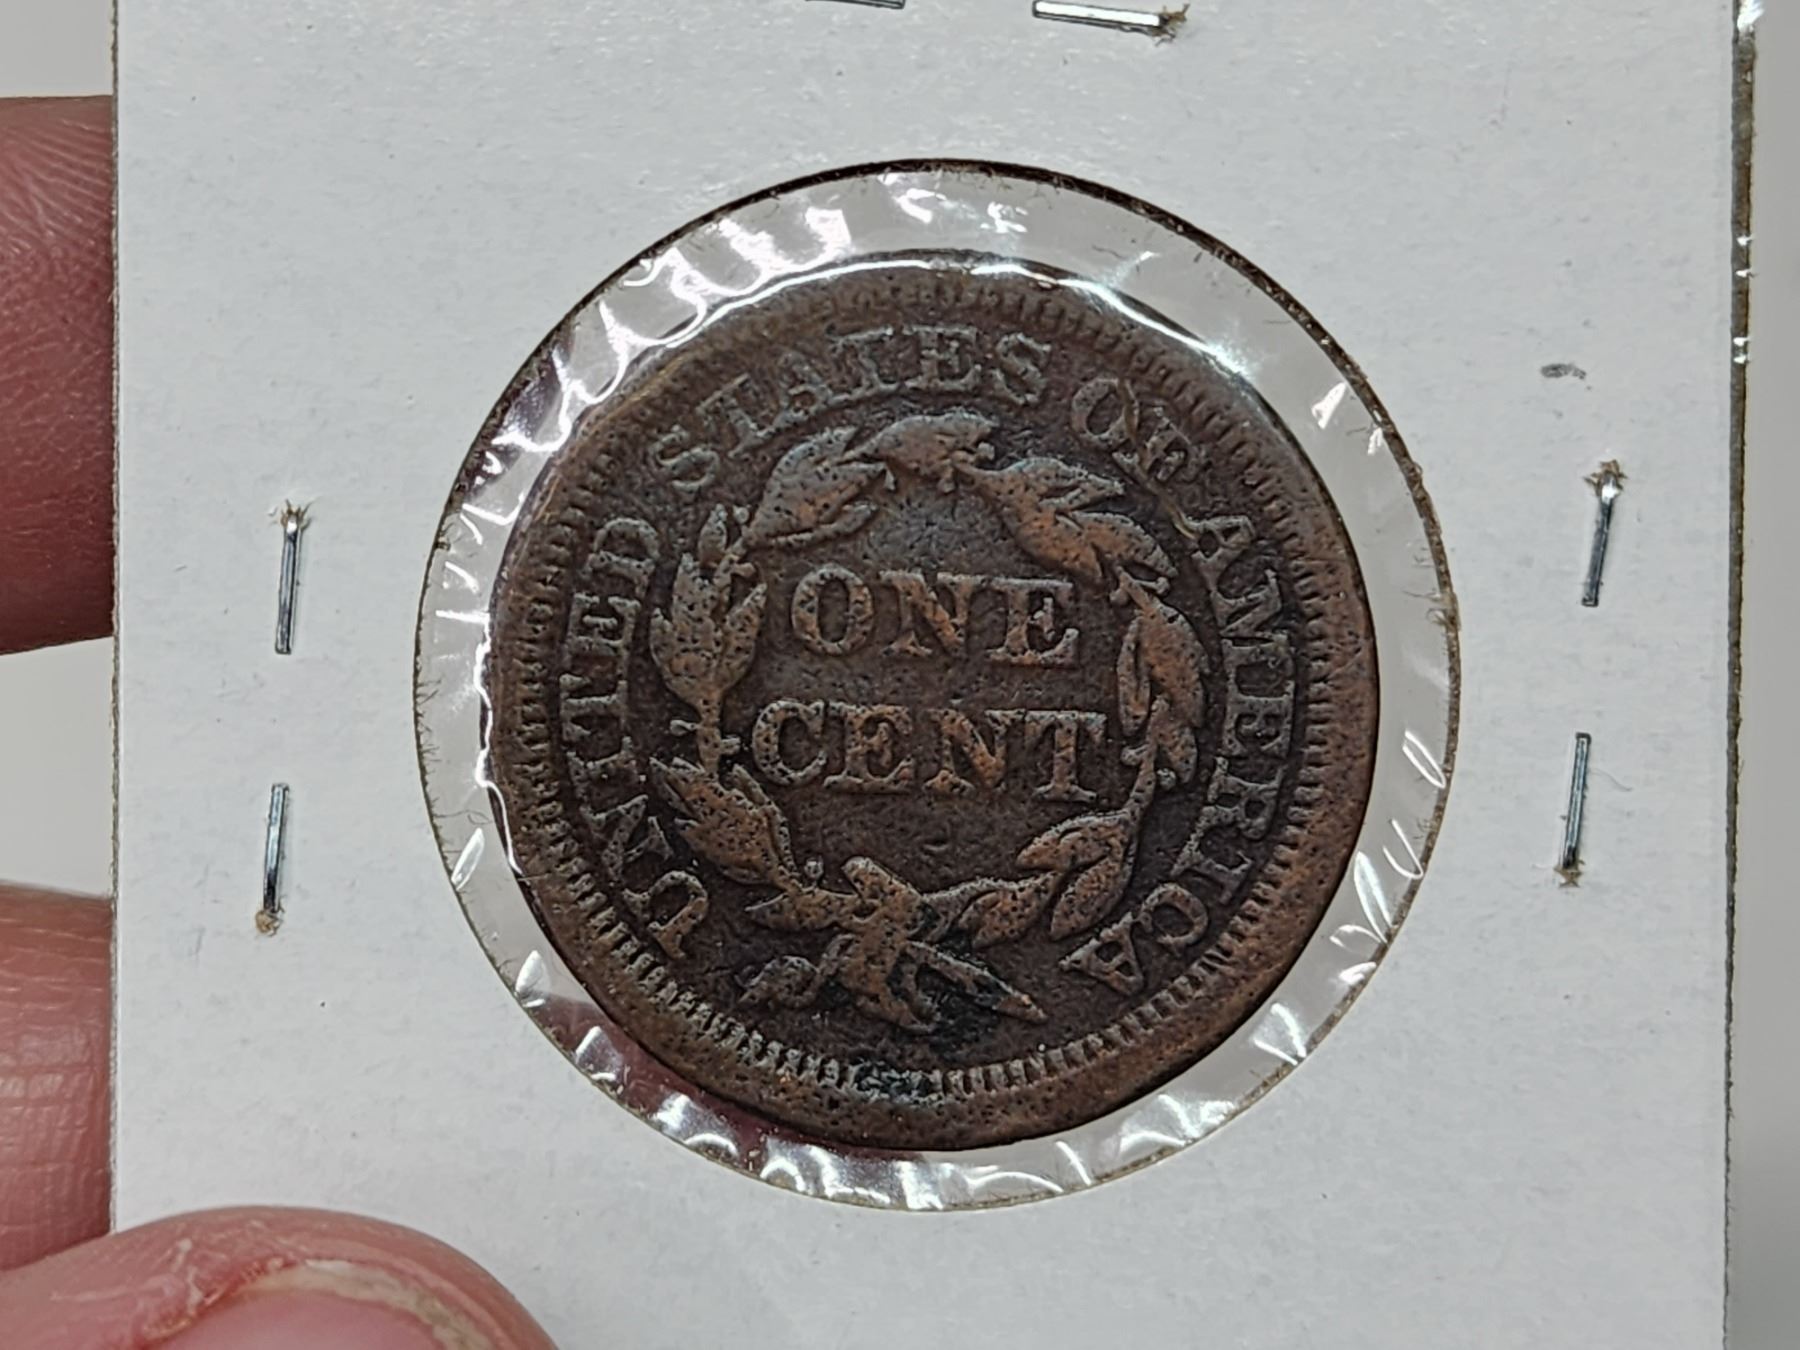 UNITED STATES OF AMERICA
ONE
CENT